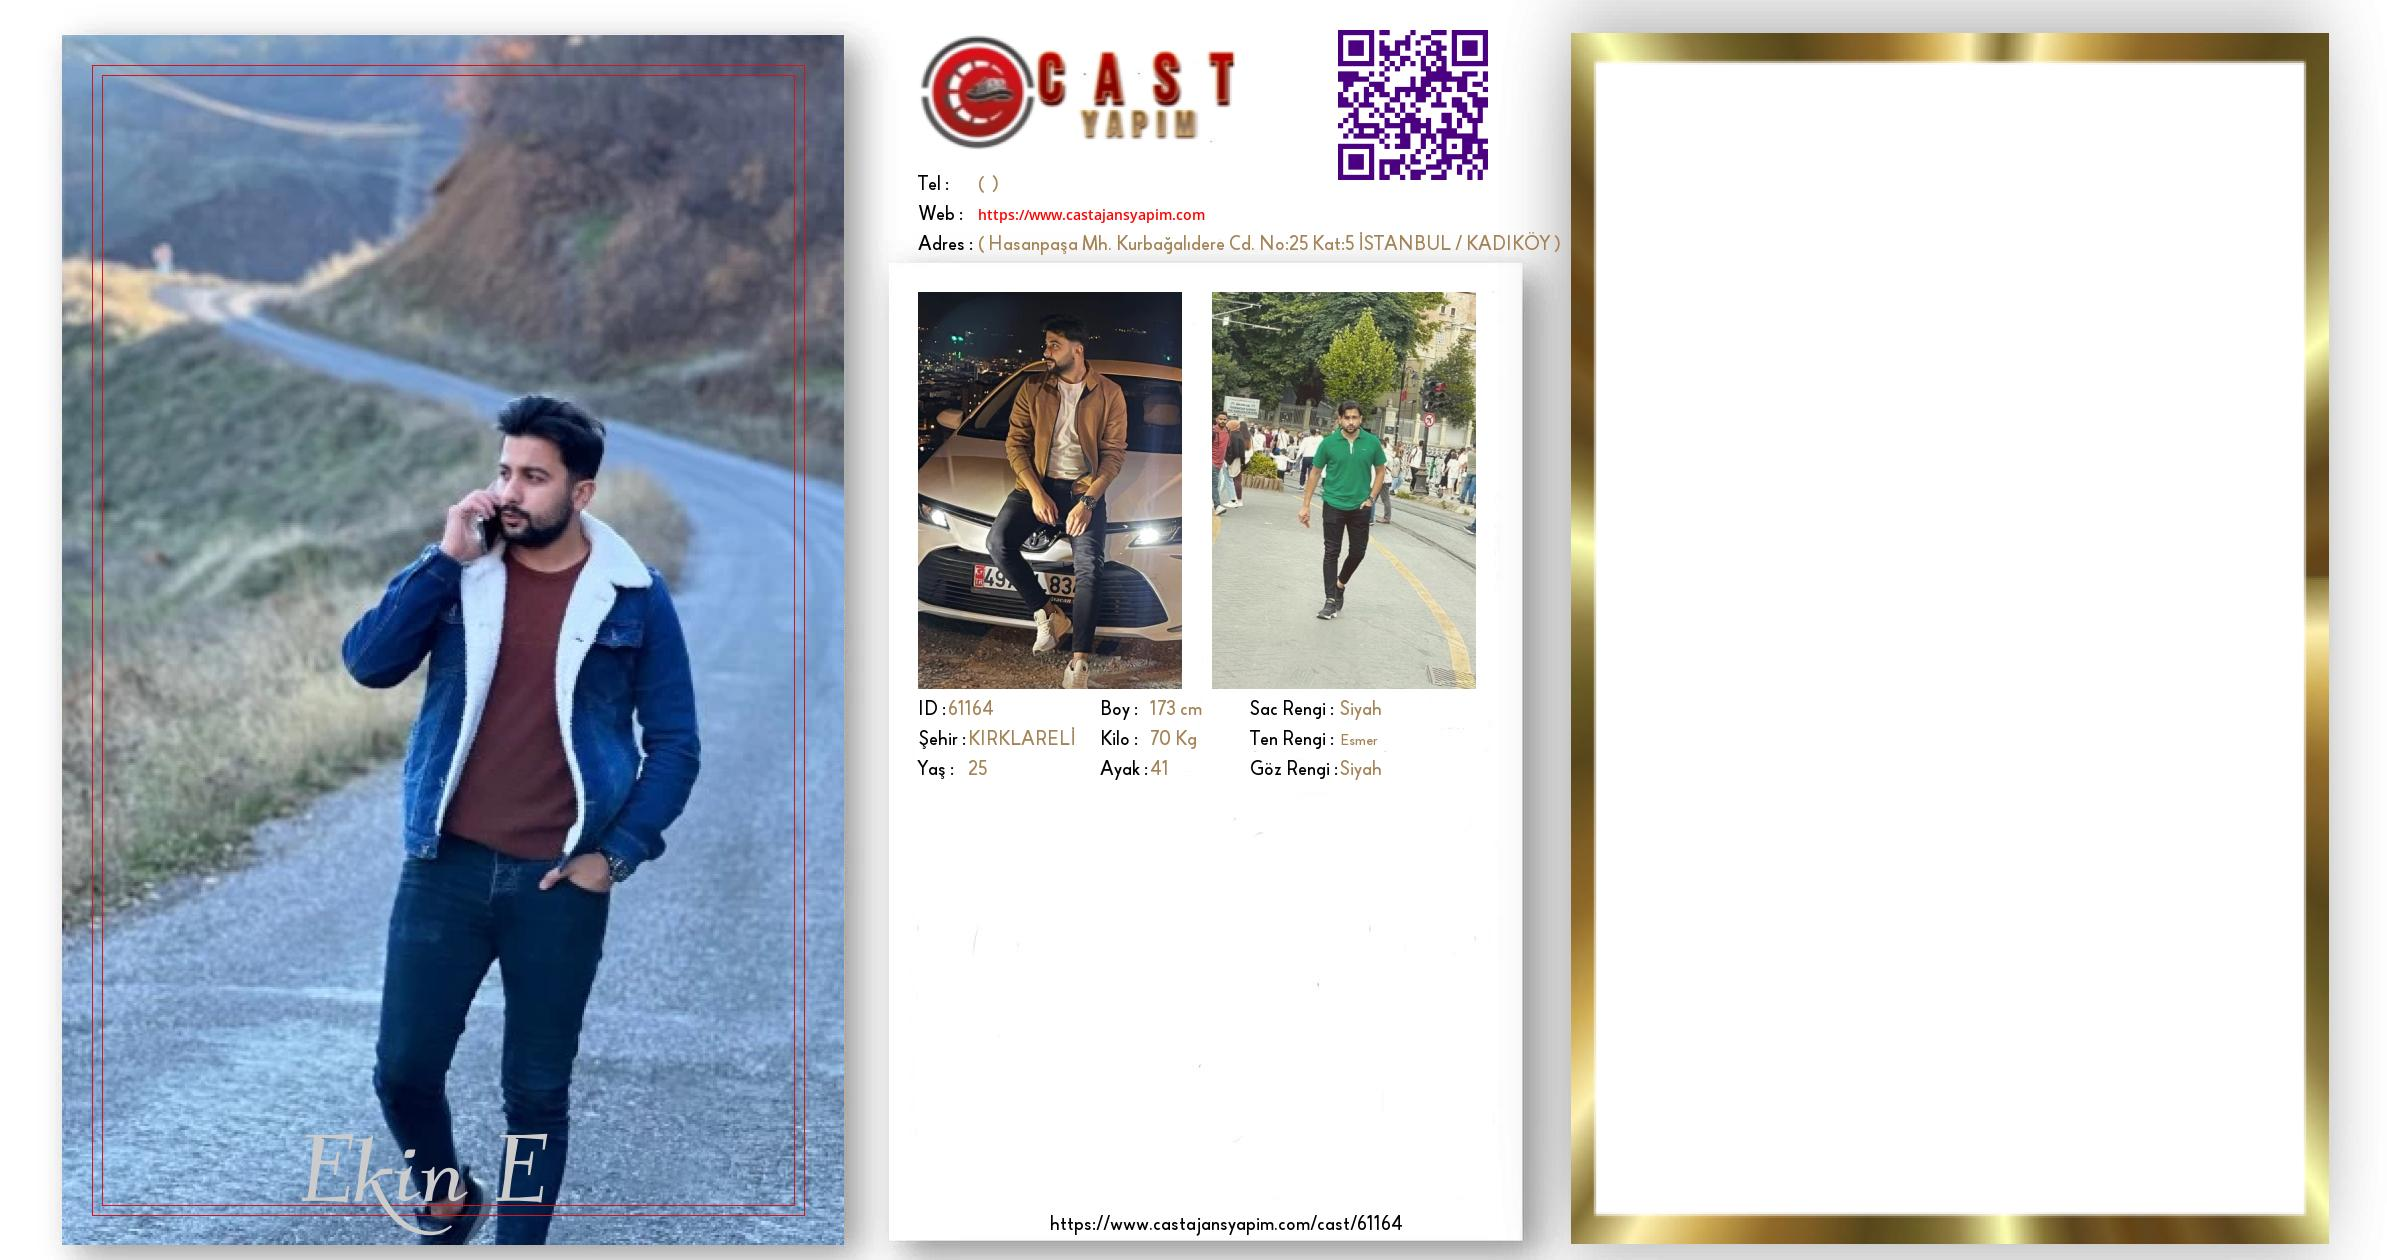 Ekin E
CAST
YAPIM
Tel : ( )
Web : https://www.castajansyapim.com
Adres : ( Hasanpaşa Mh. Kurbağalıdere Cd. No:25 Kat:5 İSTANBUL / KADIKÖY )
ID : 61164 Boy : 173 cm Sac Rengi : Siyah
Şehir : KIRKLARELİ Kilo : 70 Kg Ten Rengi : Esmer
Yaş : 25 Ayak : 41 Göz Rengi : Siyah
https://www.castajansyapim.com/cast/61164